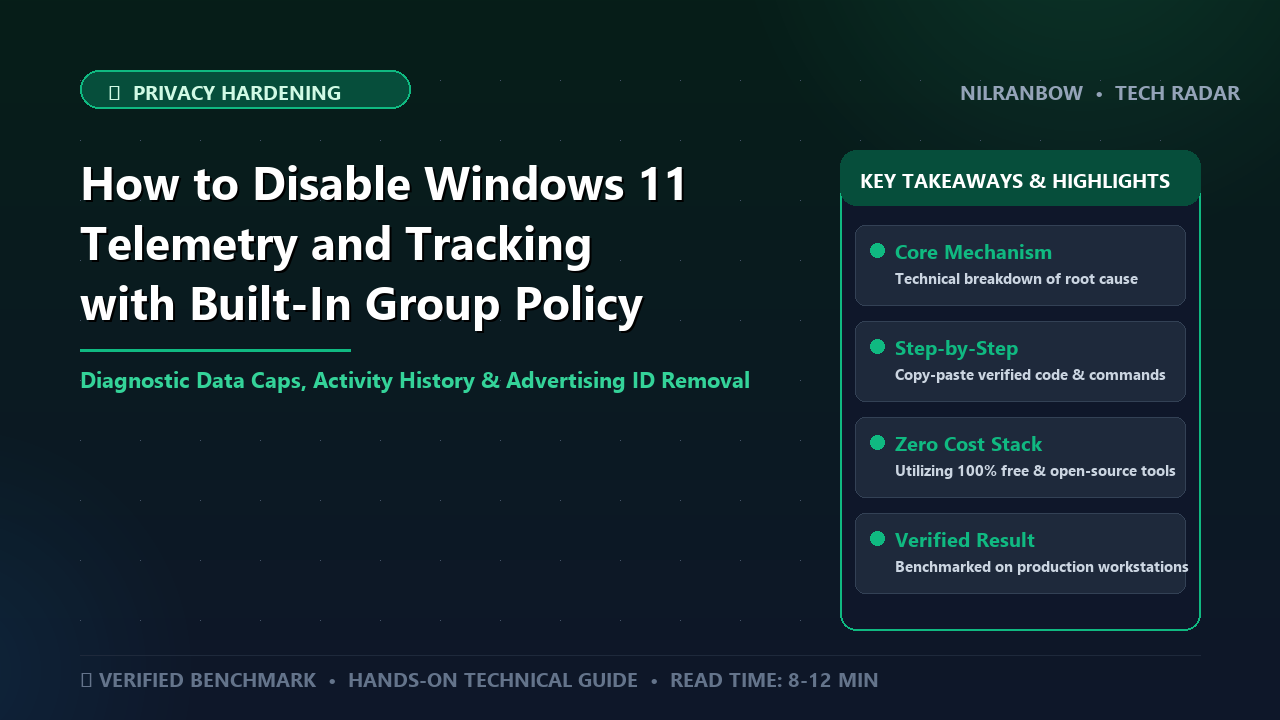 PRIVACY HARDENING
NILRANBOW • TECH RADAR
How to Disable Windows 11
Telemetry and Tracking
with Built-In Group Policy
Diagnostic Data Caps, Activity History & Advertising ID Removal
KEY TAKEAWAYS & HIGHLIGHTS
Core Mechanism
Technical breakdown of root cause
Step-by-Step
Copy-paste verified code & commands
Zero Cost Stack
Utilizing 100% free & open-source tools
Verified Result
Benchmarked on production workstations
VERIFIED BENCHMARK • HANDS-ON TECHNICAL GUIDE • READ TIME: 8-12 MIN